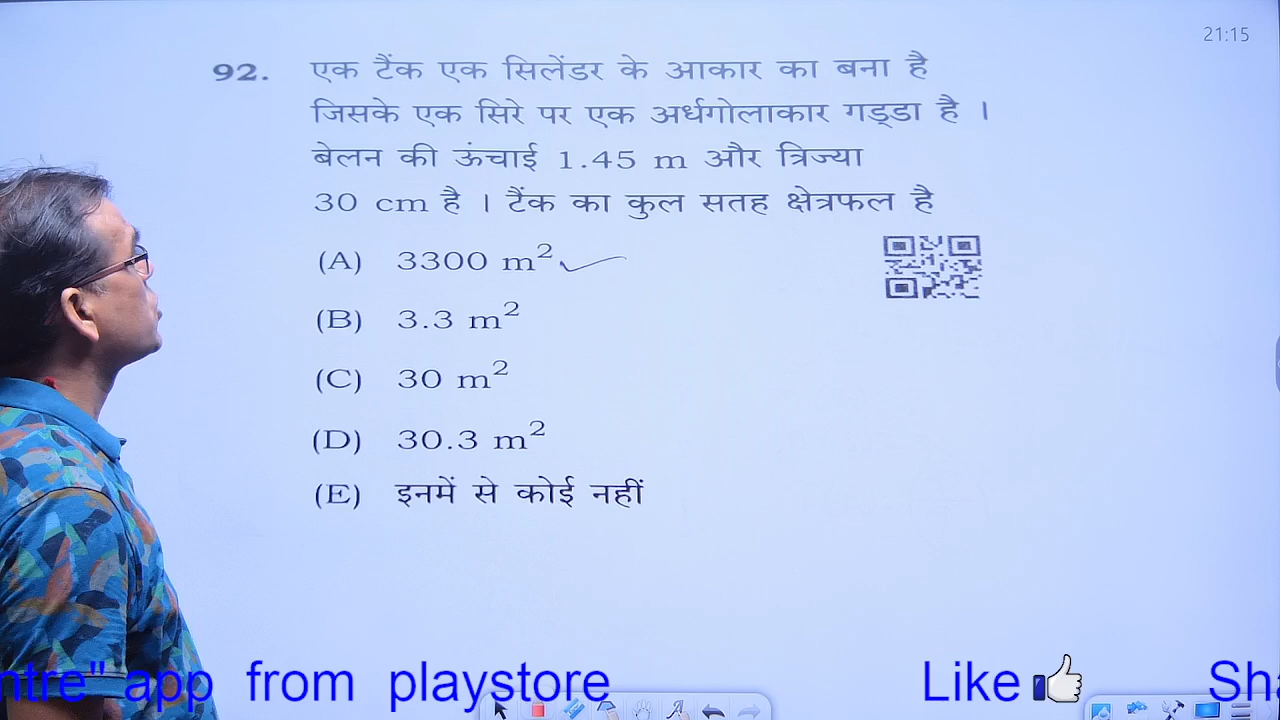 21:15
92. एक टैंक एक सिलेंडर के आकार का बना है
जिसके एक सिरे पर एक अर्धगोलाकार गड्डा है ।
बेलन की ऊंचाई 1.45 m और त्रिज्या
30 cm है । टैंक का कुल सतह क्षेत्रफल है
(A) 3300 m²
(B) 3.3 m²
(C) 30 m²
(D) 30.3 m²
(E) इनमें से कोई नहीं
ntre" app from playstore Like Sha